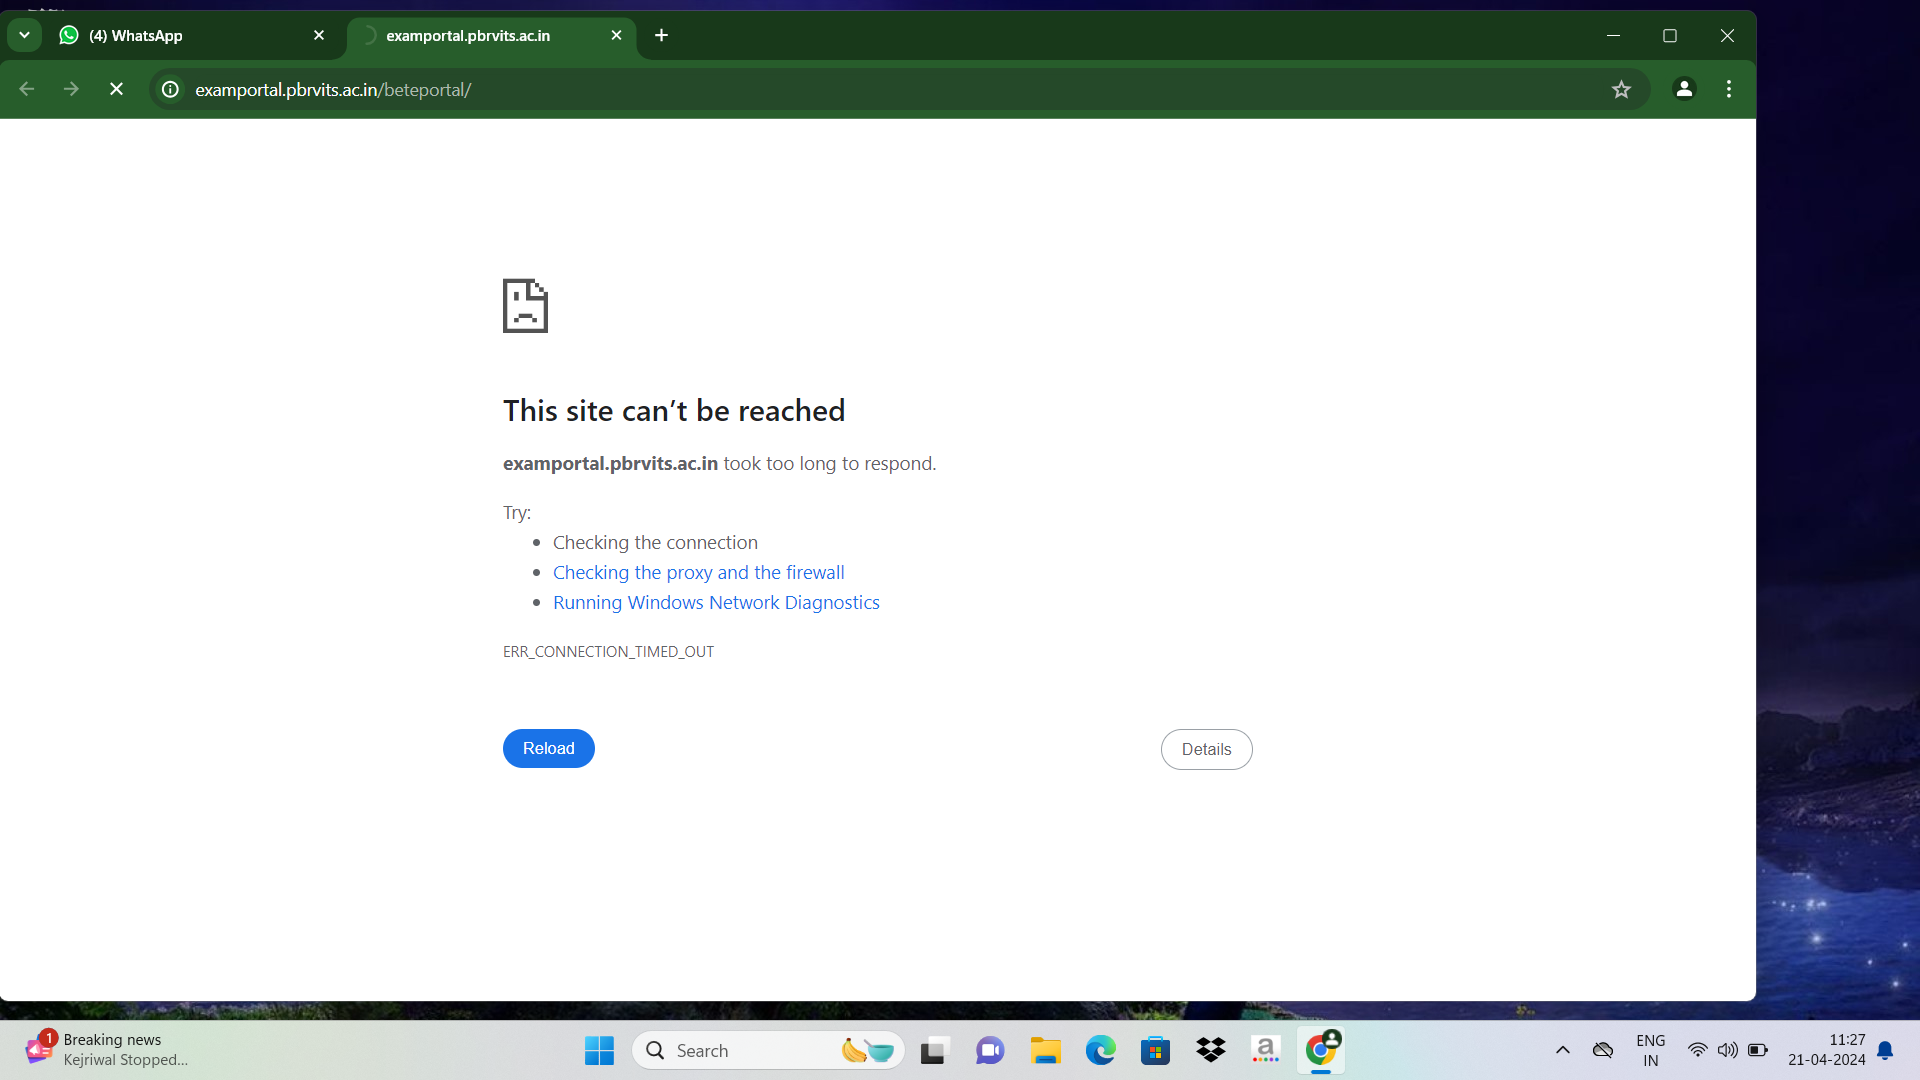 (4) WhatsApp
examportal.pbrvits.ac.in
examportal.pbrvits.ac.in/beteportal/
This site can’t be reached
examportal.pbrvits.ac.in took too long to respond.
Try:
Checking the connection
Checking the proxy and the firewall
Running Windows Network Diagnostics
ERR_CONNECTION_TIMED_OUT
Reload
Details
1
Breaking news
Kejriwal Stopped...
Search
a
ENG
IN
11:27
21-04-2024